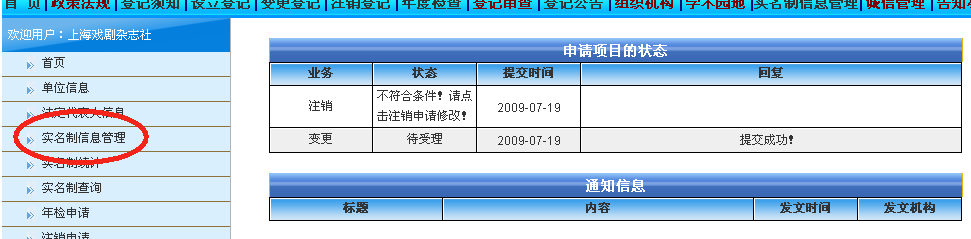 首 页|政策法规|登记须知|设立登记|变更登记|注销登记|年度检查|登记审查|登记公告|组织机构|学术园地|实名制信息管理|诚信管理|告知
欢迎用户：上海戏剧杂志社
首页
单位信息
法定代表人信息
实名制信息管理
实名制统计
实名制查询
年检申请
注销申请
申请项目的状态
业务 状态 提交时间 回复
注销 不符合条件！请点击注销申请修改！ 2009-07-19
变更 待受理 2009-07-19 提交成功！
通知信息
标题 内容 发文时间 发文机构